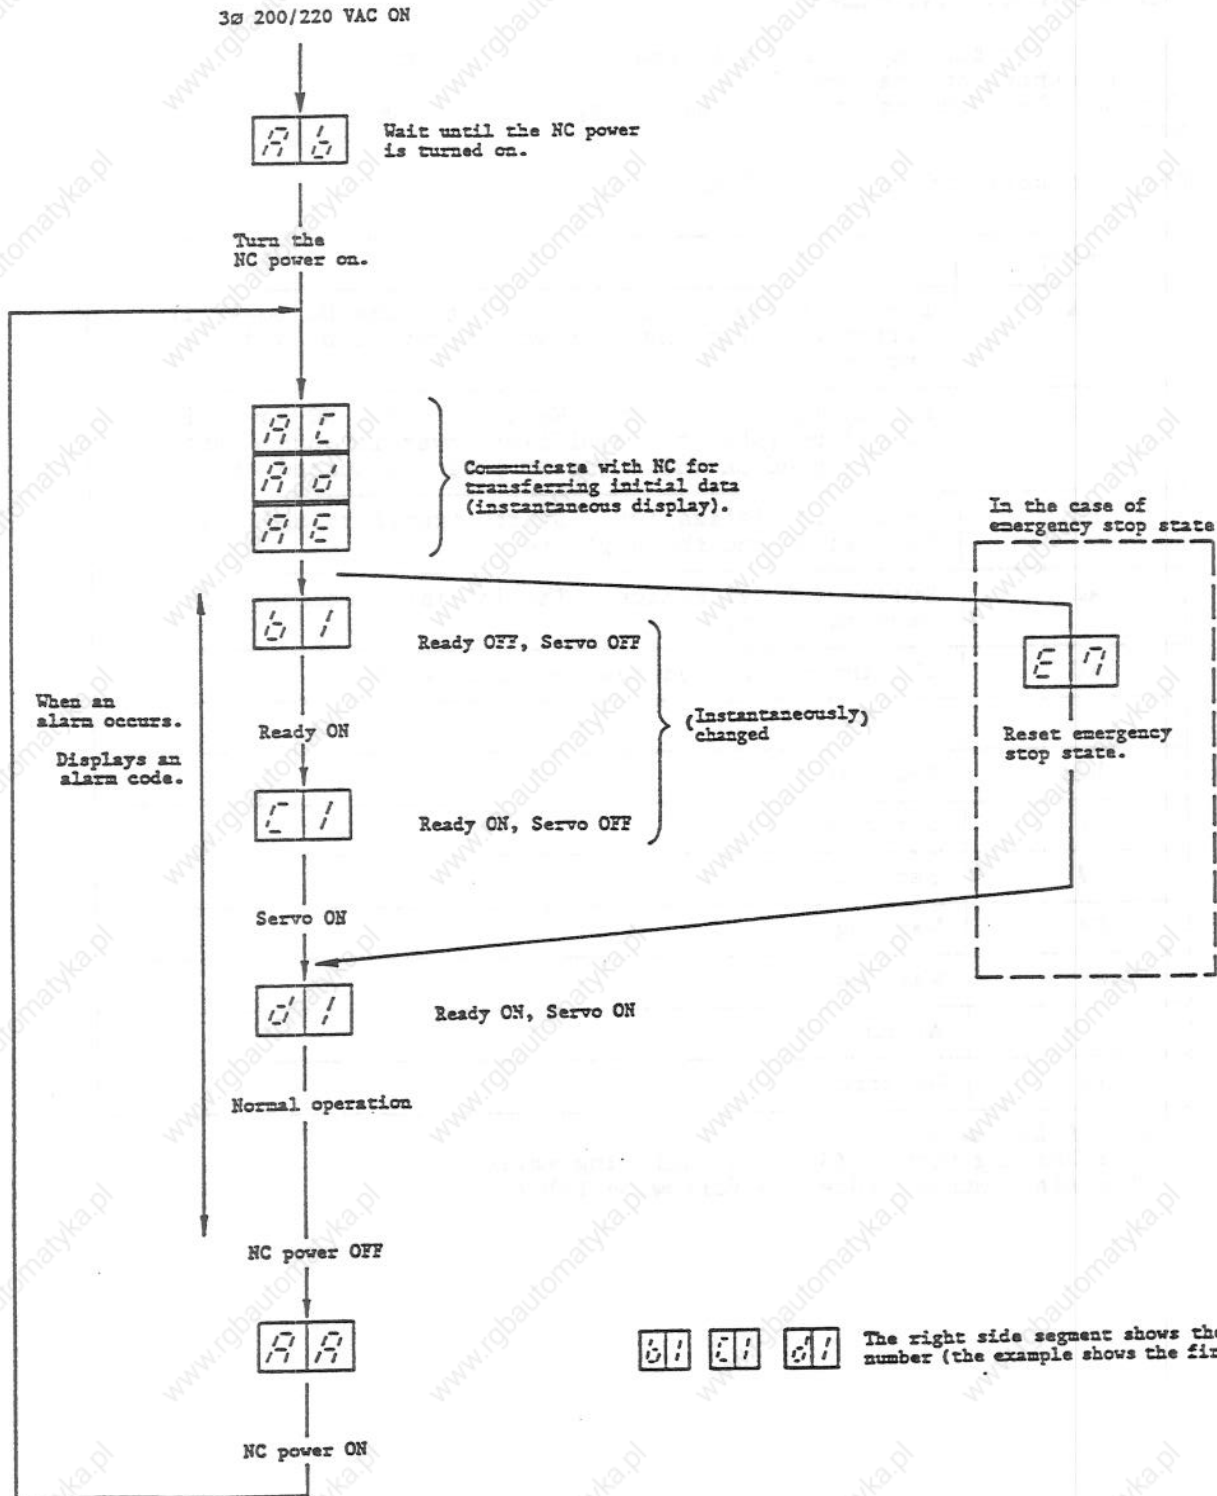 3ø 200/220 VAC ON
Ab
Wait until the NC power
is turned on.
Turn the
NC power on.
AC
Ad
AE
Communicate with NC for
transferring initial data
(instantaneous display).
In the case of
emergency stop state
b1
Ready OFF, Servo OFF
E7
When an
alarm occurs.
Displays an
alarm code.
Ready ON
(Instantaneously)
changed
Reset emergency
stop state.
C1
Ready ON, Servo OFF
Servo ON
d1
Ready ON, Servo ON
Normal operation
NC power OFF
AA
b1 C1 d1 The right side segment shows the
number (the example shows the
NC power ON
www.rgbautomatyka.pl